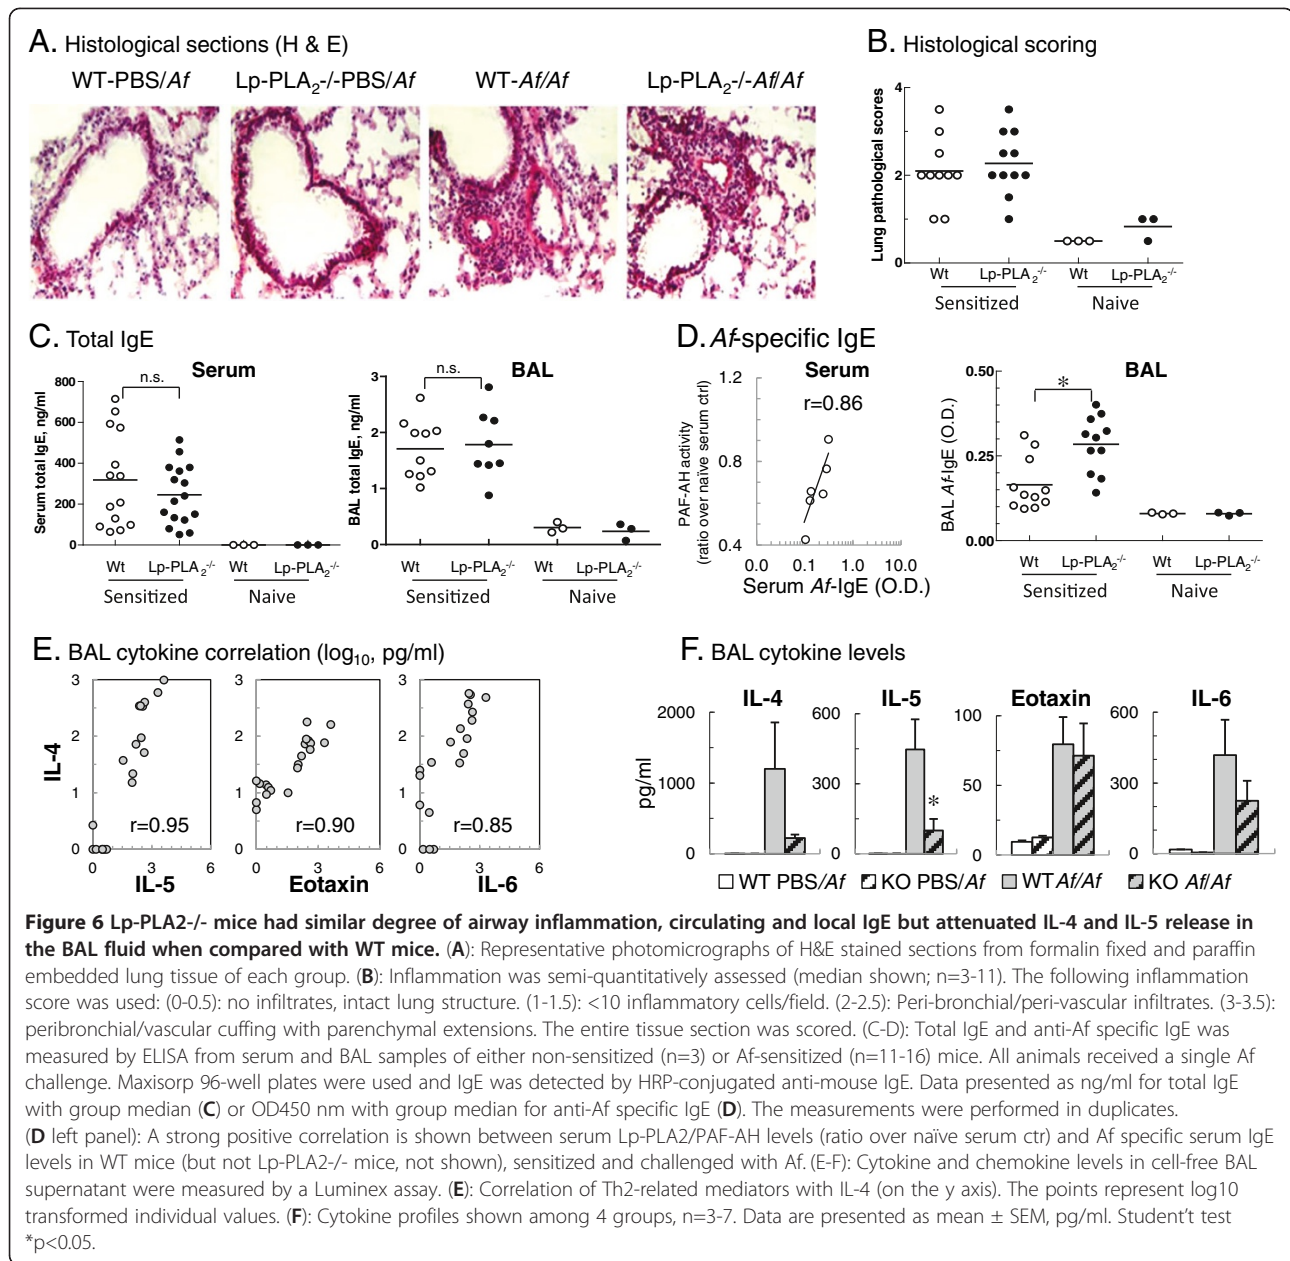 A. Histological sections (H & E)
WT-PBS/Af
Lp-PLA2-/-PBS/Af
WT-Af/Af
Lp-PLA2-/-Af/Af
B. Histological scoring
Lung pathological scores
4
2
0
Wt
Lp-PLA2-/-
Wt
Lp-PLA2-/-
Sensitized
Naive
C. Total IgE
Serum
Serum total IgE, ng/ml
800
600
400
200
0
n.s.
Wt
Lp-PLA2-/-
Wt
Lp-PLA2-/-
Sensitized
Naive
BAL
BAL total IgE, ng/ml
3
2
1
0
n.s.
Wt
Lp-PLA2-/-
Wt
Lp-PLA2-/-
Sensitized
Naive
D. Af-specific IgE
Serum
PAF-AH activity
(ratio over naïve serum ctrl)
1.2
0.8
0.4
r=0.86
0.0 0.1 1.0 10.0
Serum Af-IgE (O.D.)
BAL
BAL Af-IgE (O.D.)
0.50
0.25
0.00
*
Wt
Lp-PLA2-/-
Wt
Lp-PLA2-/-
Sensitized
Naive
E. BAL cytokine correlation (log10, pg/ml)
IL-4
3
2
1
0
r=0.95
0 3 6
IL-5
3
2
1
0
r=0.90
0 3 6
Eotaxin
3
2
1
0
r=0.85
0 3 6
IL-6
F. BAL cytokine levels
pg/ml
IL-4
2000
1000
0
IL-5
600
300
0
*
Eotaxin
100
50
0
IL-6
600
300
0
WT PBS/Af
KO PBS/Af
WT Af/Af
KO Af/Af
Figure 6 Lp-PLA2-/- mice had similar degree of airway inflammation, circulating and local IgE but attenuated IL-4 and IL-5 release in
the BAL fluid when compared with WT mice. (A): Representative photomicrographs of H&E stained sections from formalin fixed and paraffin
embedded lung tissue of each group. (B): Inflammation was semi-quantitatively assessed (median shown; n=3-11). The following inflammation
score was used: (0-0.5): no infiltrates, intact lung structure. (1-1.5): <10 inflammatory cells/field. (2-2.5): Peri-bronchial/peri-vascular infiltrates. (3-3.5):
peribronchial/vascular cuffing with parenchymal extensions. The entire tissue section was scored. (C-D): Total IgE and anti-Af specific IgE was
measured by ELISA from serum and BAL samples of either non-sensitized (n=3) or Af-sensitized (n=11-16) mice. All animals received a single Af
challenge. Maxisorp 96-well plates were used and IgE was detected by HRP-conjugated anti-mouse IgE. Data presented as ng/ml for total IgE
with group median (C) or OD450 nm with group median for anti-Af specific IgE (D). The measurements were performed in duplicates.
(D left panel): A strong positive correlation is shown between serum Lp-PLA2/PAF-AH levels (ratio over naïve serum ctr) and Af specific serum IgE
levels in WT mice (but not Lp-PLA2-/- mice, not shown), sensitized and challenged with Af. (E-F): Cytokine and chemokine levels in cell-free BAL
supernatant were measured by a Luminex assay. (E): Correlation of Th2-related mediators with IL-4 (on the y axis). The points represent log10
transformed individual values. (F): Cytokine profiles shown among 4 groups, n=3-7. Data are presented as mean ± SEM, pg/ml. Student's test
*p<0.05.